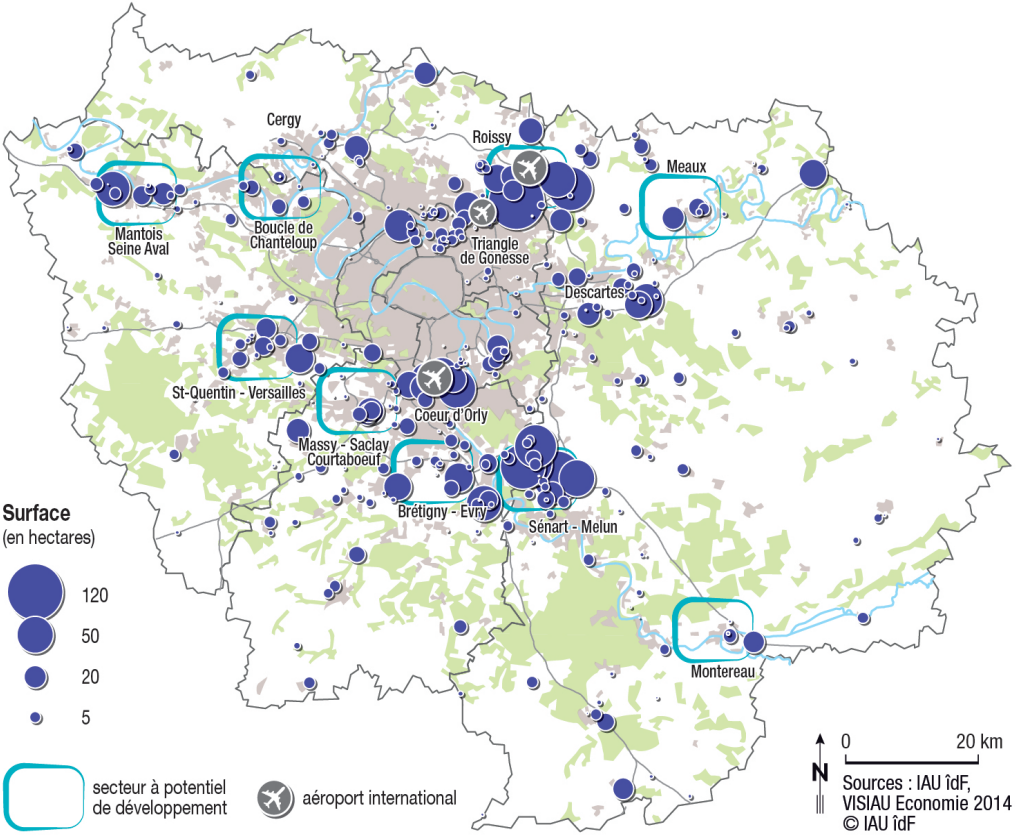 Cergy
Roissy
Meaux
Mantois
Seine Aval
Boucle de
Chanteloup
Triangle
de Gonesse
Descartes
St-Quentin - Versailles
Coeur d'Orly
Massy - Saclay
Courtaboeuf
Brétigny - Evry
Sénart - Melun
Montereau
Surface
(en hectares)
120
50
20
5
secteur à potentiel
de développement
aéroport international
N
0 20 km
Sources : IAU îdF,
VISIAU Economie 2014
© IAU îdF